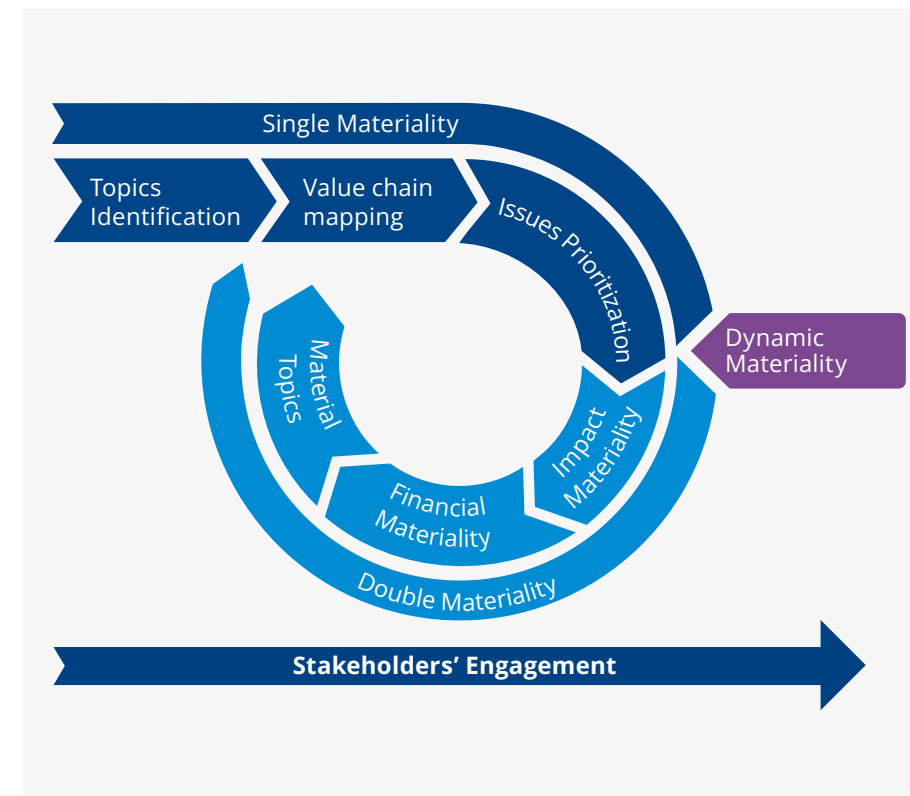 Single Materiality
Topics
Identification
Value chain
mapping
Issues Prioritization
Dynamic
Materiality
Impact
Materiality
Financial
Materiality
Material
Topics
Double Materiality
Stakeholders’ Engagement